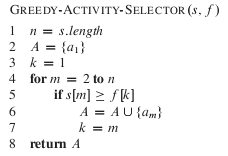 GREEDY-ACTIVITY-SELECTOR(s, f)
1 n = s.length
2 A = {a₁}
3 k = 1
4 for m = 2 to n
5 if s[m] ≥ f[k]
6 A = A ∪ {aₘ}
7 k = m
8 return A